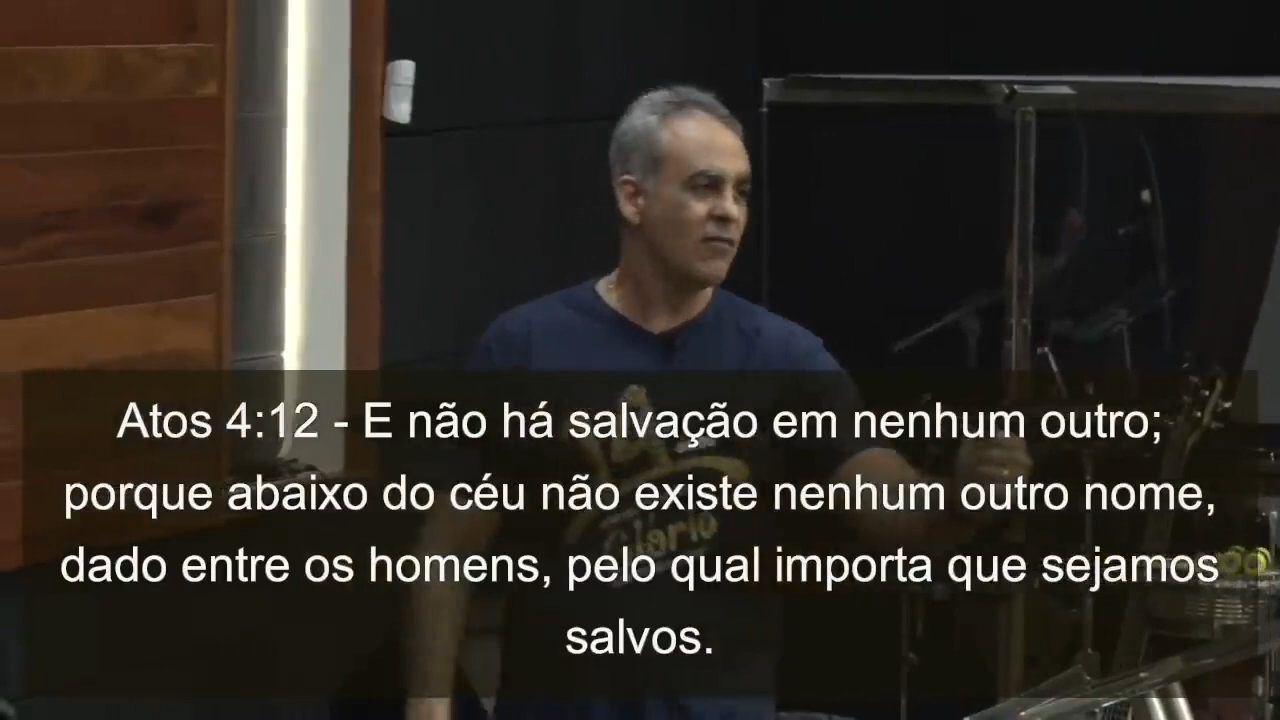 Atos 4:12 - E não há salvação em nenhum outro;
porque abaixo do céu não existe nenhum outro nome,
dado entre os homens, pelo qual importa que sejamos
salvos.
Glória